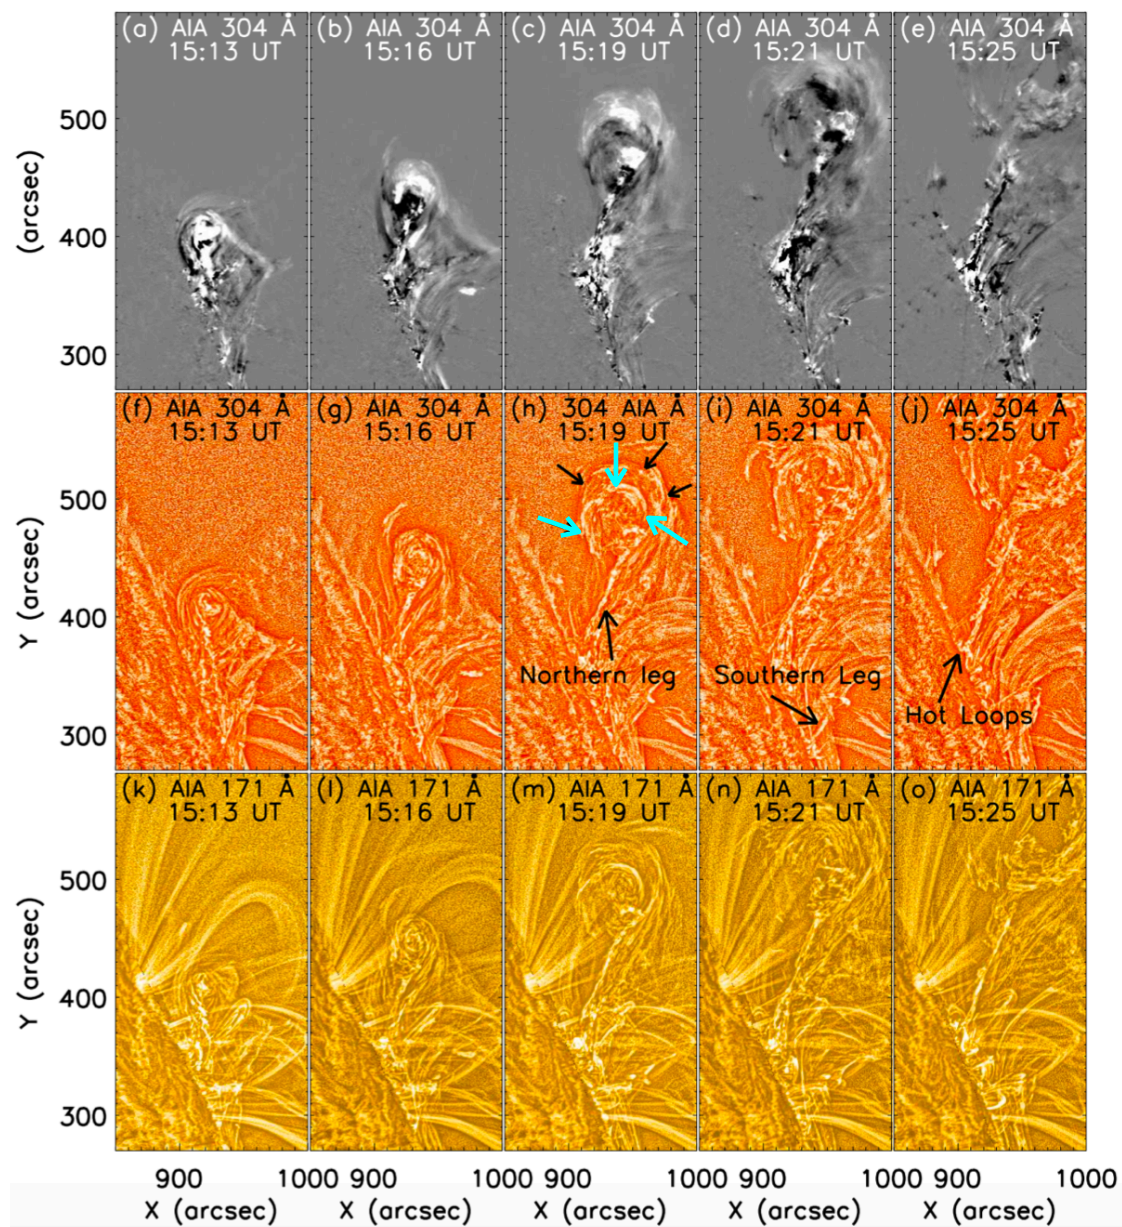 (a) AIA 304 Å
15:13 UT
(b) AIA 304 Å
15:16 UT
(c) AIA 304 Å
15:19 UT
(d) AIA 304 Å
15:21 UT
(e) AIA 304 Å
15:25 UT
500
400
300
(arcsec)
(f) AIA 304 Å
15:13 UT
(g) AIA 304 Å
15:16 UT
(h) 304 AIA Å
15:19 UT
(i) AIA 304 Å
15:21 UT
(j) AIA 304 Å
15:25 UT
500
400
300
Y (arcsec)
Northern leg
Southern Leg
Hot Loops
(k) AIA 171 Å
15:13 UT
(l) AIA 171 Å
15:16 UT
(m) AIA 171 Å
15:19 UT
(n) AIA 171 Å
15:21 UT
(o) AIA 171 Å
15:25 UT
500
400
300
Y (arcsec)
900 1000 900 1000 900 1000 900 1000 900 1000
X (arcsec) X (arcsec) X (arcsec) X (arcsec) X (arcsec)